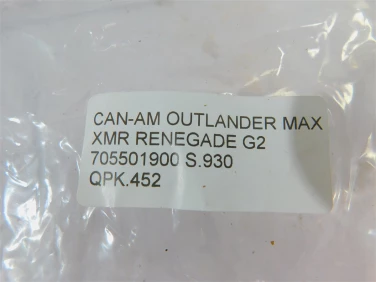 CAN-AM OUTLANDER MAX
XMR RENEGADE G2
705501900 S.930
QPK.452